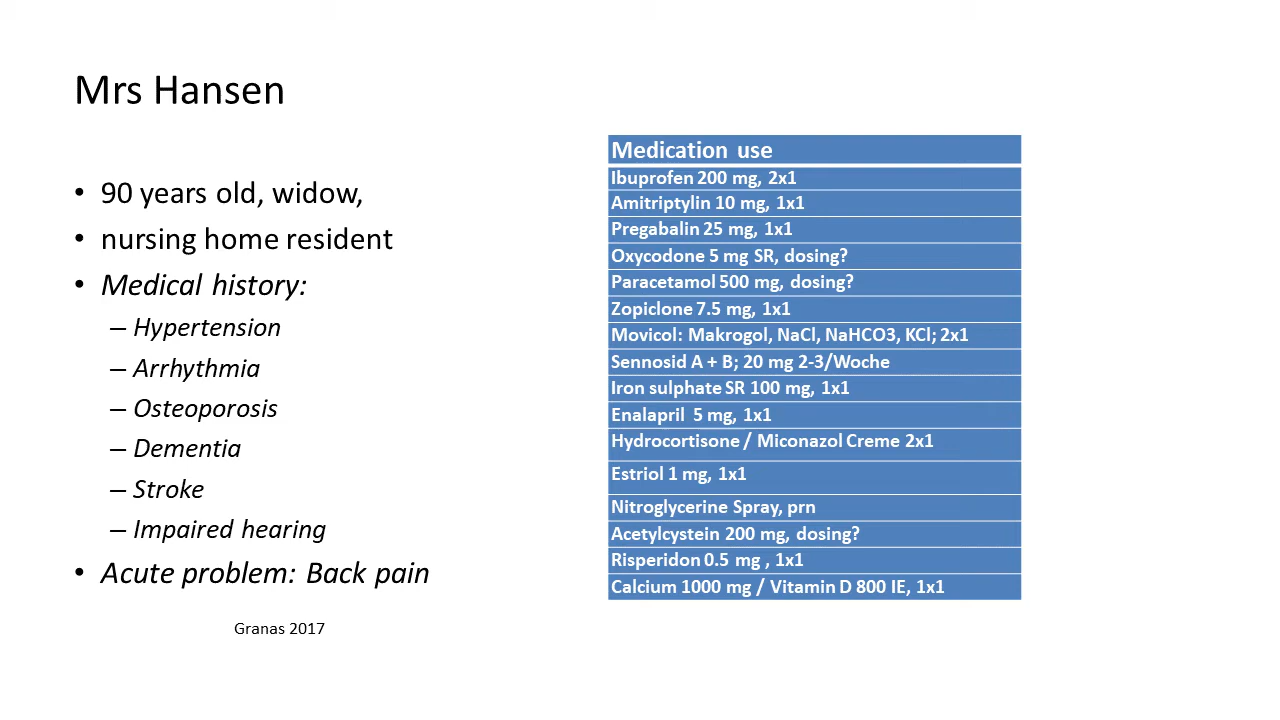 Mrs Hansen
• 90 years old, widow,
• nursing home resident
• Medical history:
– Hypertension
– Arrhythmia
– Osteoporosis
– Dementia
– Stroke
– Impaired hearing
• Acute problem: Back pain
Granas 2017
Medication use
Ibuprofen 200 mg, 2x1
Amitriptylin 10 mg, 1x1
Pregabalin 25 mg, 1x1
Oxycodone 5 mg SR, dosing?
Paracetamol 500 mg, dosing?
Zopiclone 7.5 mg, 1x1
Movicol: Makrogol, NaCl, NaHCO3, KCl; 2x1
Sennosid A + B; 20 mg 2-3/Woche
Iron sulphate SR 100 mg, 1x1
Enalapril 5 mg, 1x1
Hydrocortisone / Miconazol Creme 2x1
Estriol 1 mg, 1x1
Nitroglycerine Spray, prn
Acetylcystein 200 mg, dosing?
Risperidon 0.5 mg , 1x1
Calcium 1000 mg / Vitamin D 800 IE, 1x1